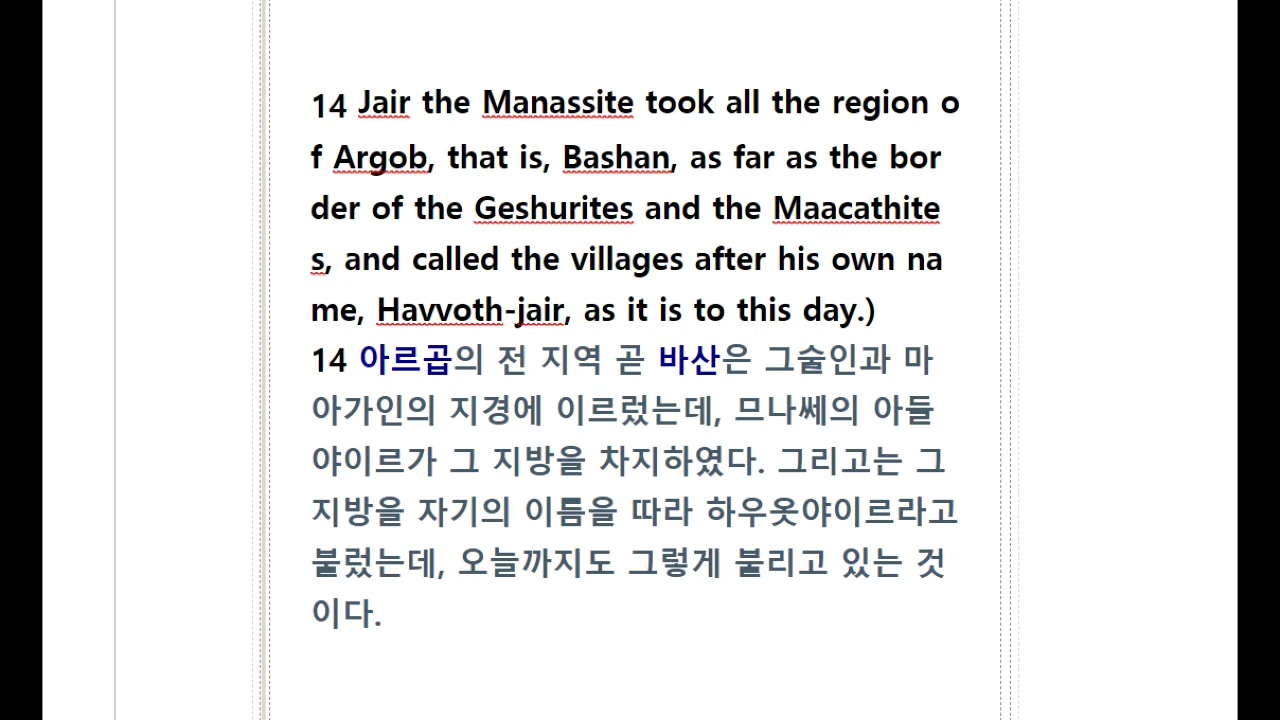 14 Jair the Manassite took all the region o
f Argob, that is, Bashan, as far as the bor
der of the Geshurites and the Maacathite
s, and called the villages after his own na
me, Havvoth-jair, as it is to this day.)
14 아르곱의 전 지역 곧 바산은 그술인과 마
아가인의 지경에 이르렀는데, 므나쎄의 아들
야이르가 그 지방을 차지하였다. 그리고는 그
지방을 자기의 이름을 따라 하우옷야이르라고
불렀는데, 오늘까지도 그렇게 불리고 있는 것
이다.